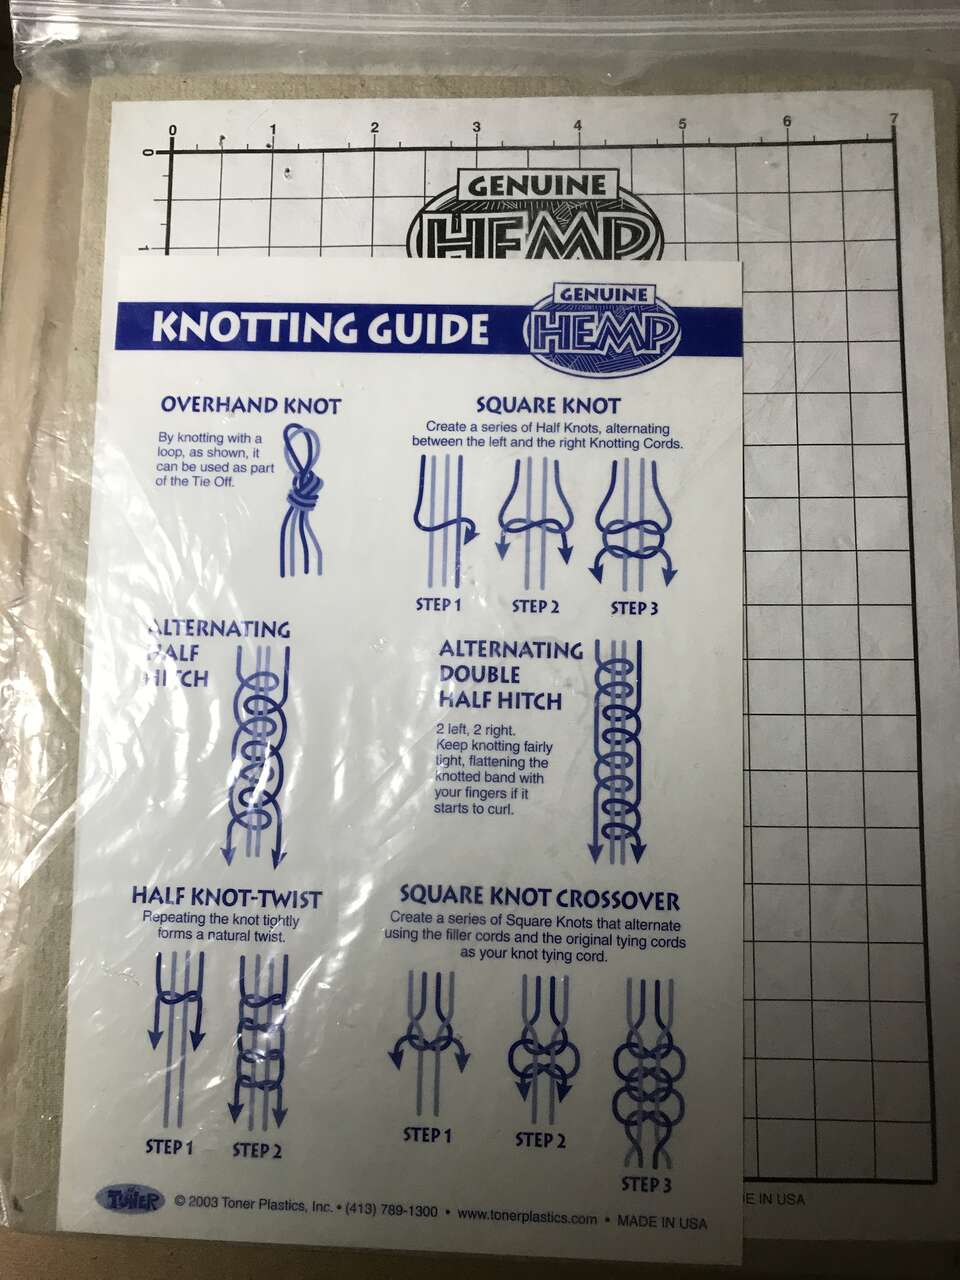 0 1 2 3 4 5 6 7
0
1
GENUINE
HEMP
KNOTTING GUIDE
GENUINE
HEMP
OVERHAND KNOT
By knotting with a
loop, as shown, it
can be used as part
of the Tie Off.
SQUARE KNOT
Create a series of Half Knots, alternating
between the left and the right Knotting Cords.
STEP 1
STEP 2
STEP 3
ALTERNATING
HALF
HITCH
ALTERNATING
DOUBLE
HALF HITCH
2 left, 2 right.
Keep knotting fairly
tight, flattening the
knotted band with
your fingers if it
starts to curl.
HALF KNOT-TWIST
Repeating the knot tightly
forms a natural twist.
STEP 1
STEP 2
SQUARE KNOT CROSSOVER
Create a series of Square Knots that alternate
using the filler cords and the original tying cords
as your knot tying cord.
STEP 1
STEP 2
STEP 3
TONER
© 2003 Toner Plastics, Inc. • (413) 789-1300 • www.tonerplastics.com • MADE IN USA
DE IN USA